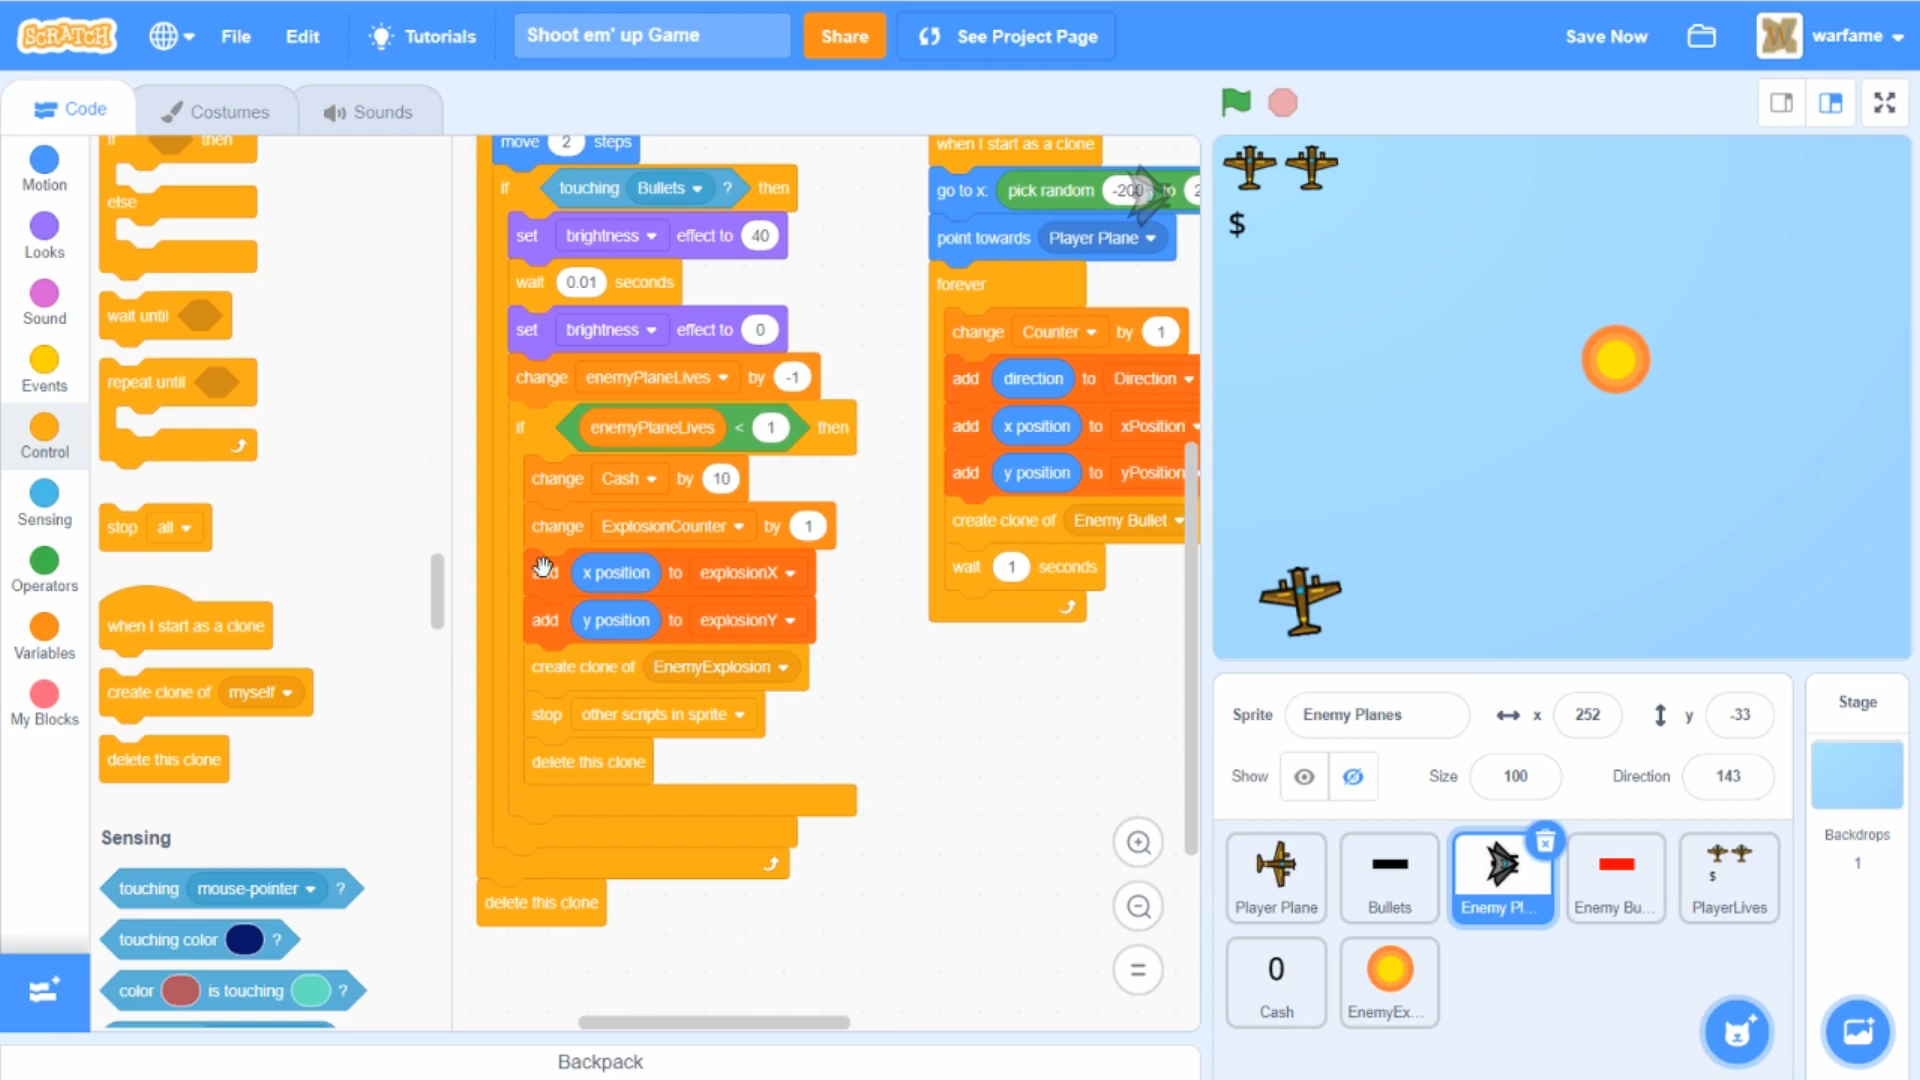 SCRATCH File Edit Tutorials Shoot em' up Game Share See Project Page Save Now warfame
Code Costumes Sounds
Motion
Looks
Sound
Events
Control
Sensing
Operators
Variables
My Blocks
if then
else
wait until
repeat until
stop all
when I start as a clone
create clone of myself
delete this clone
Sensing
touching mouse-pointer ?
touching color ?
color is touching ?
move 2 steps
if touching Bullets ? then
set brightness effect to 40
wait 0.01 seconds
set brightness effect to 0
change enemyPlaneLives by -1
if enemyPlaneLives < 1 then
change Cash by 10
change ExplosionCounter by 1
x position to explosionX
add y position to explosionY
create clone of EnemyExplosion
stop other scripts in sprite
delete this clone
delete this clone
when I start as a clone
go to x: pick random -200 to 2
point towards Player Plane
forever
change Counter by 1
add direction to Direction
add x position to xPosition
add y position to yPosition
create clone of Enemy Bullet
wait 1 seconds
=
Backpack
$
Sprite Enemy Planes x 252 y -33
Show Size 100 Direction 143
Player Plane
Bullets
Enemy Pl...
Enemy Bu...
$
PlayerLives
0
Cash
EnemyEx...
Stage
Backdrops
1